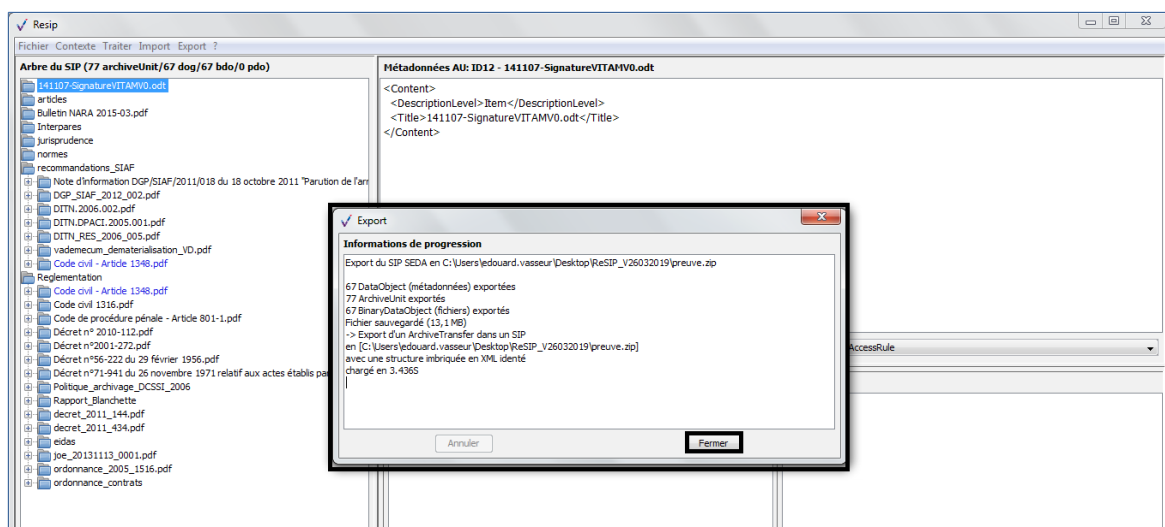 Resip
Fichier Contexte Traiter Import Export ?
Arbre du SIP (77 archiveUnit/67 dog/67 bdo/0 pdo)
141107-SignatureVITAMV0.odt
articles
Bulletin NARA 2015-03.pdf
Interpares
jurisprudence
normes
recommandations_SIAF
Note d'information DGP/SIAF/2011/018 du 18 octobre 2011 "Parution de l'arr
DGP_SIAF_2012_002.pdf
DITN.2006.002.pdf
DITN.DPACI.2005.001.pdf
DITN_RES_2006_005.pdf
vademecum_dematerialisation_VD.pdf
Code civil - Article 1348.pdf
Reglementation
Code civil - Article 1348.pdf
Code civil 1316.pdf
Code de procédure pénale - Article 801-1.pdf
Décret n° 2010-112.pdf
Décret n°2001-272.pdf
Décret n°56-222 du 29 février 1956.pdf
Décret n°71-941 du 26 novembre 1971 relatif aux actes établis pa
Politique_archivage_DCSSI_2006
Rapport_Blanchette
decret_2011_144.pdf
decret_2011_434.pdf
eidas
joe_20131113_0001.pdf
ordonnance_2005_1516.pdf
ordonnance_contrats
Métadonnées AU: ID12 - 141107-SignatureVITAMV0.odt
<Content>
<DescriptionLevel>Item</DescriptionLevel>
<Title>141107-SignatureVITAMV0.odt</Title>
</Content>
AccessRule
Export
Informations de progression
Export du SIP SEDA en C:\Users\edouard.vasseur\Desktop\ReSIP_V26032019\preuve.zip
67 DataObject (métadonnées) exportées
77 ArchiveUnit exportés
67 BinaryDataObject (fichiers) exportés
Fichier sauvegardé (13,1 MB)
-> Export d'un ArchiveTransfer dans un SIP
en [C:\Users\edouard.vasseur\Desktop\ReSIP_V26032019\preuve.zip]
avec une structure imbriquée en XML identé
chargé en 3.436S
Annuler
Fermer